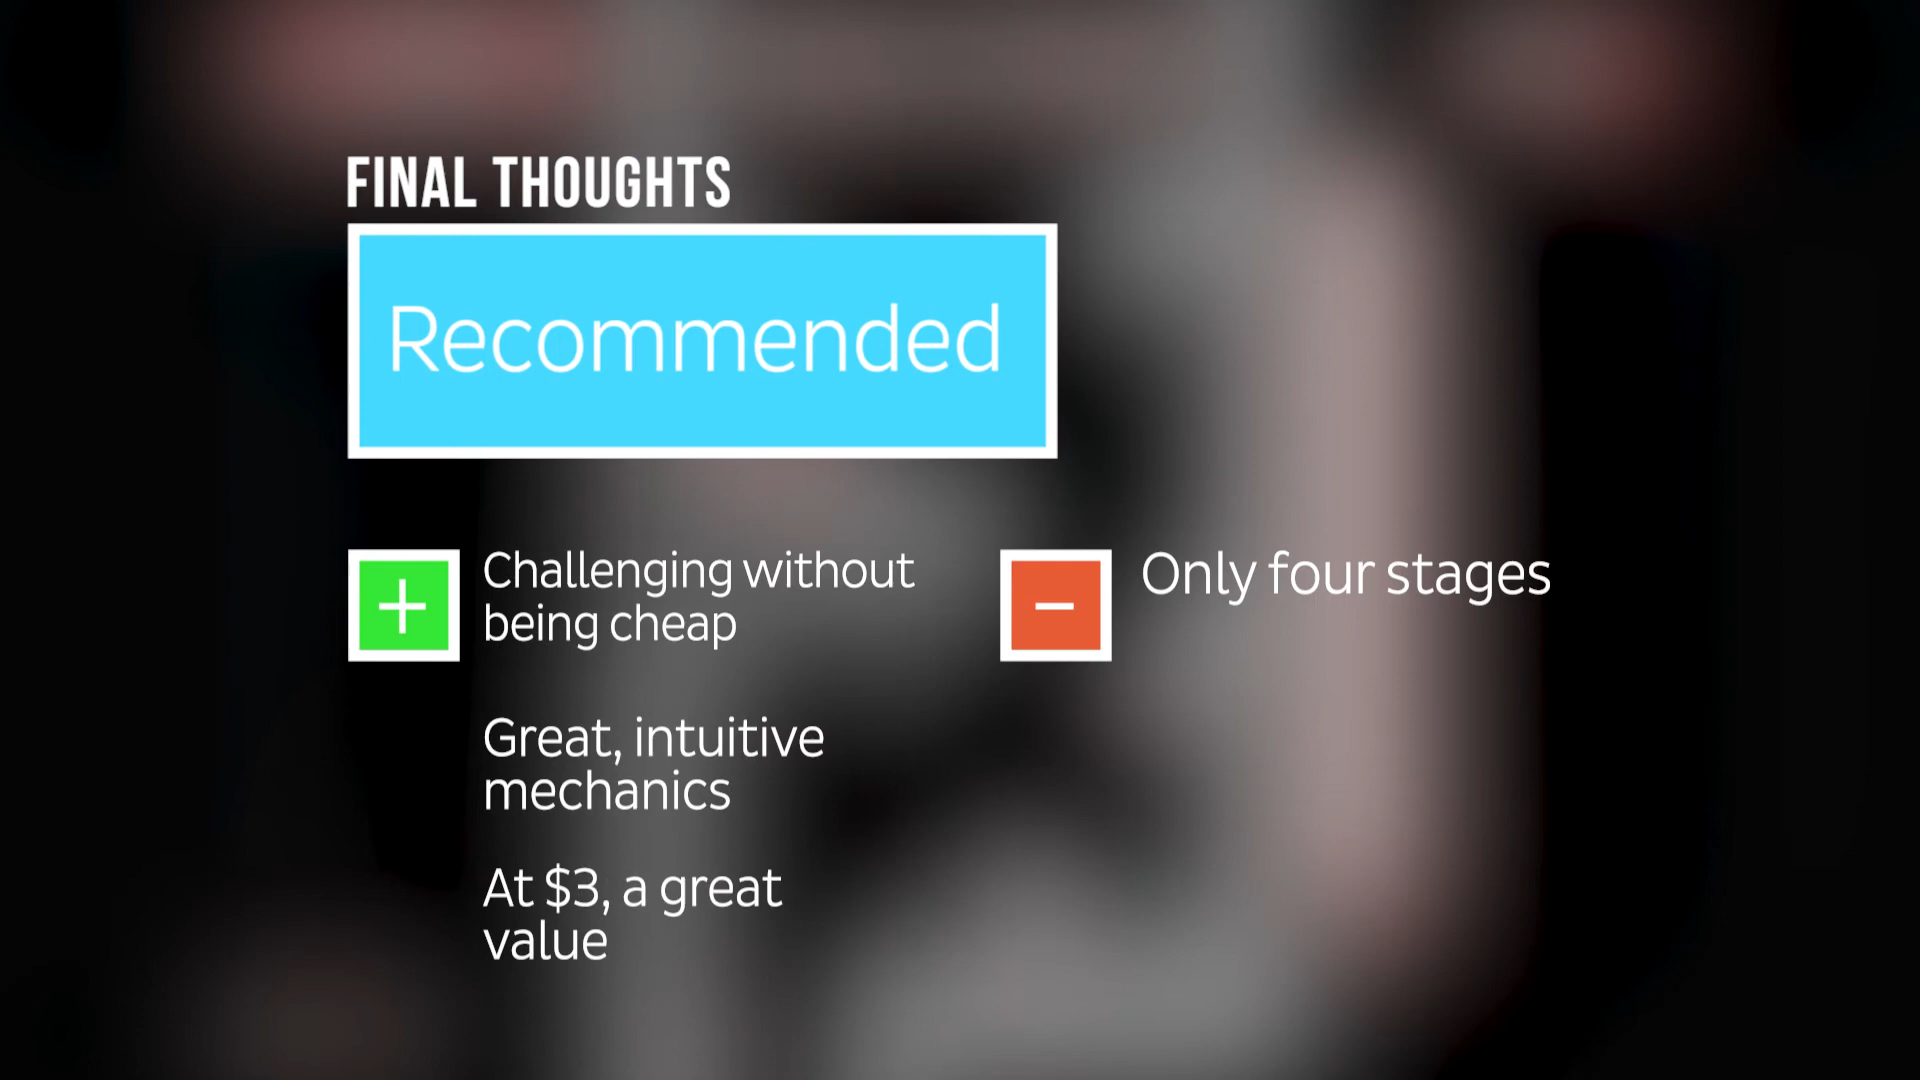 FINAL THOUGHTS
Recommended
+
Challenging without
being cheap
Great, intuitive
mechanics
At $3, a great
value
–
Only four stages